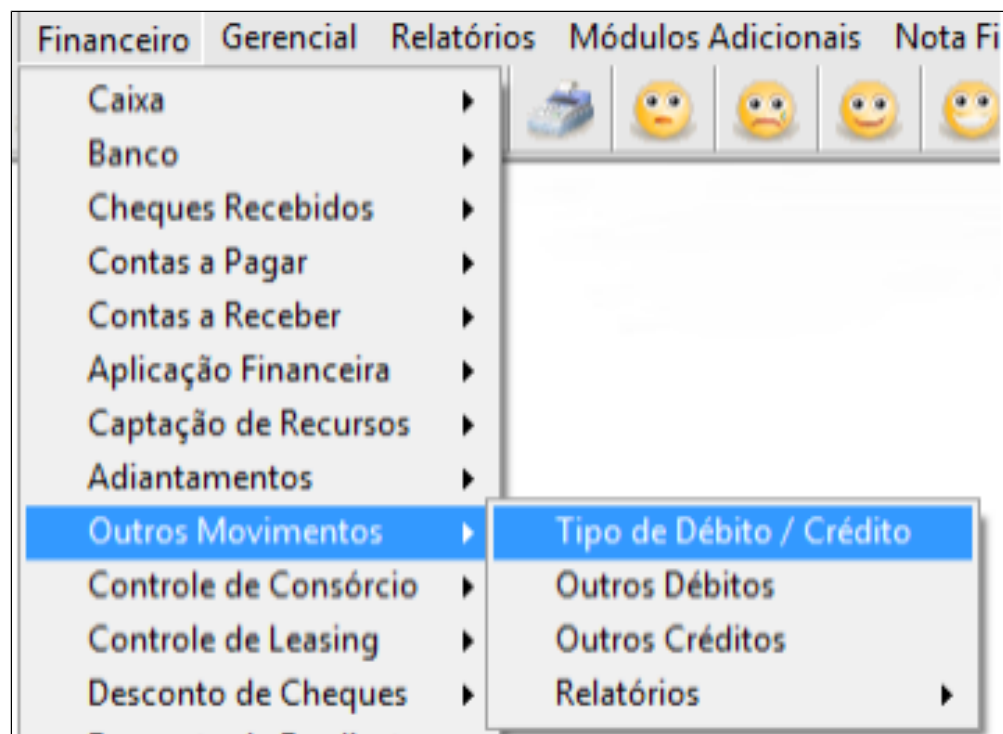 Financeiro Gerencial Relatórios Módulos Adicionais Nota Fi
Caixa
Banco
Cheques Recebidos
Contas a Pagar
Contas a Receber
Aplicação Financeira
Captação de Recursos
Adiantamentos
Outros Movimentos
Tipo de Débito / Crédito
Outros Débitos
Outros Créditos
Relatórios
Controle de Consórcio
Controle de Leasing
Desconto de Cheques